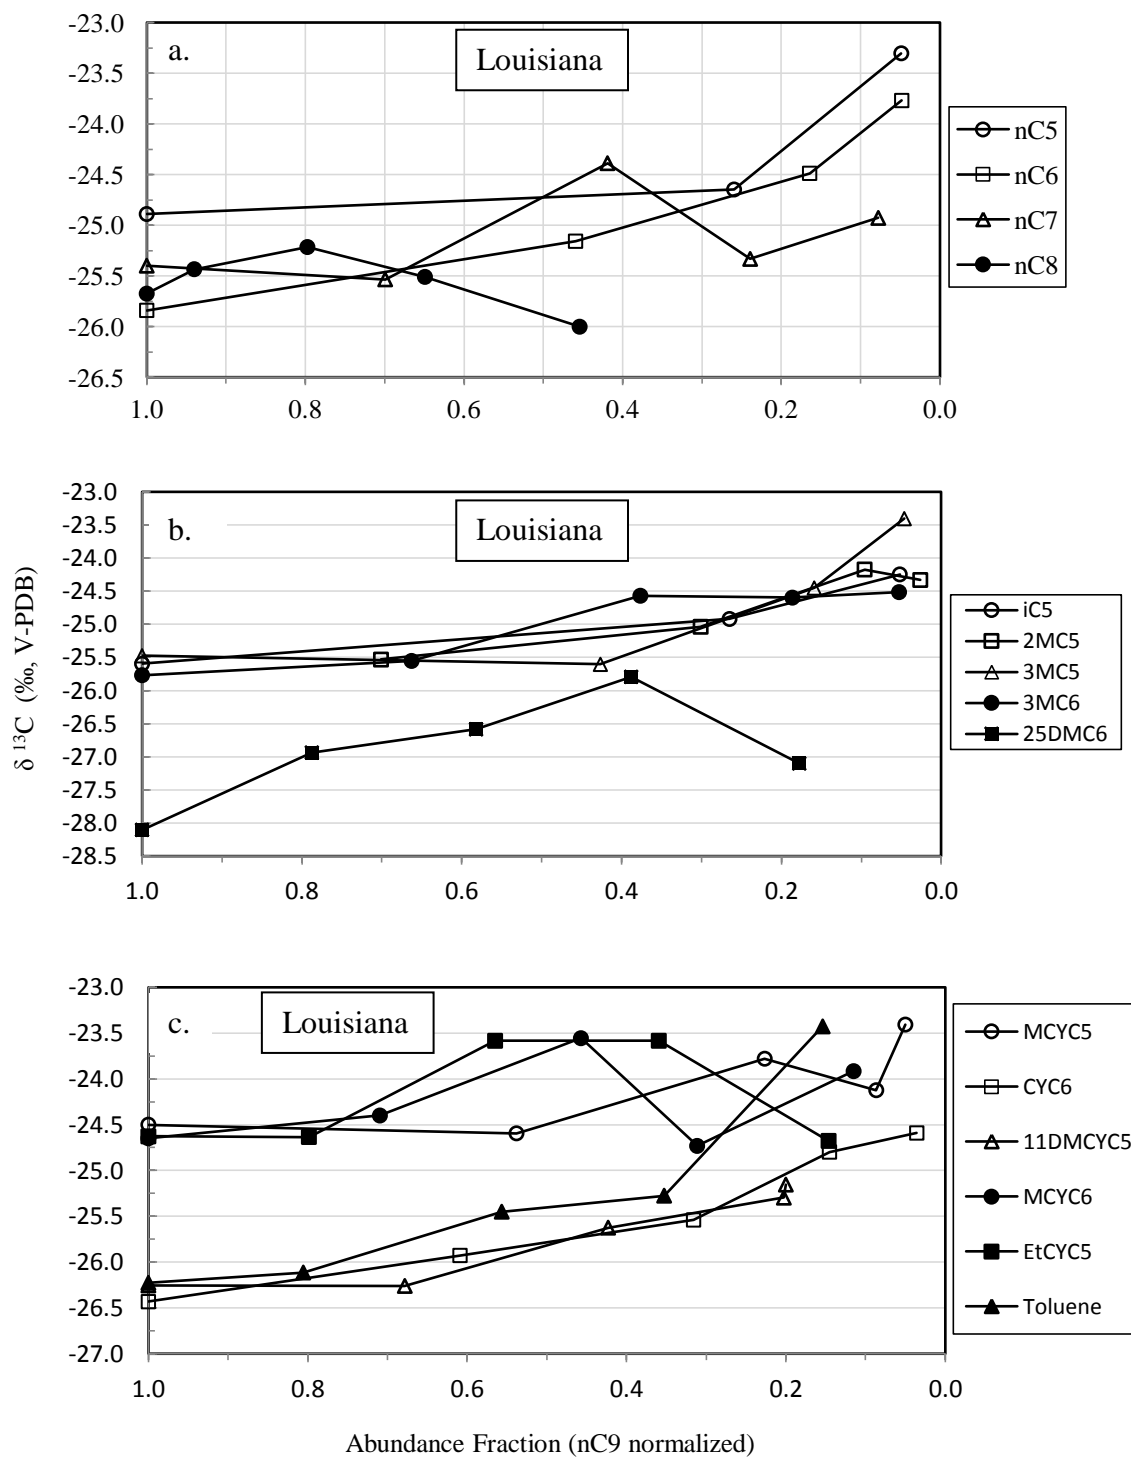 a.
Louisiana
-23.0
-23.5
-24.0
-24.5
-25.0
-25.5
-26.0
-26.5
1.0 0.8 0.6 0.4 0.2 0.0
nC5
nC6
nC7
nC8
b.
Louisiana
δ ¹³C (‰, V-PDB)
-23.0
-23.5
-24.0
-24.5
-25.0
-25.5
-26.0
-26.5
-27.0
-27.5
-28.0
-28.5
1.0 0.8 0.6 0.4 0.2 0.0
iC5
2MC5
3MC5
3MC6
25DMC6
c.
Louisiana
-23.0
-23.5
-24.0
-24.5
-25.0
-25.5
-26.0
-26.5
-27.0
1.0 0.8 0.6 0.4 0.2 0.0
MCYC5
CYC6
11DMCYC5
MCYC6
EtCYC5
Toluene
Abundance Fraction (nC9 normalized)